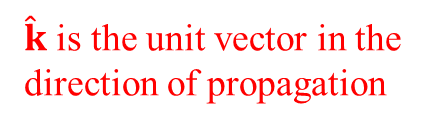 k̂ is the unit vector in the
direction of propagation